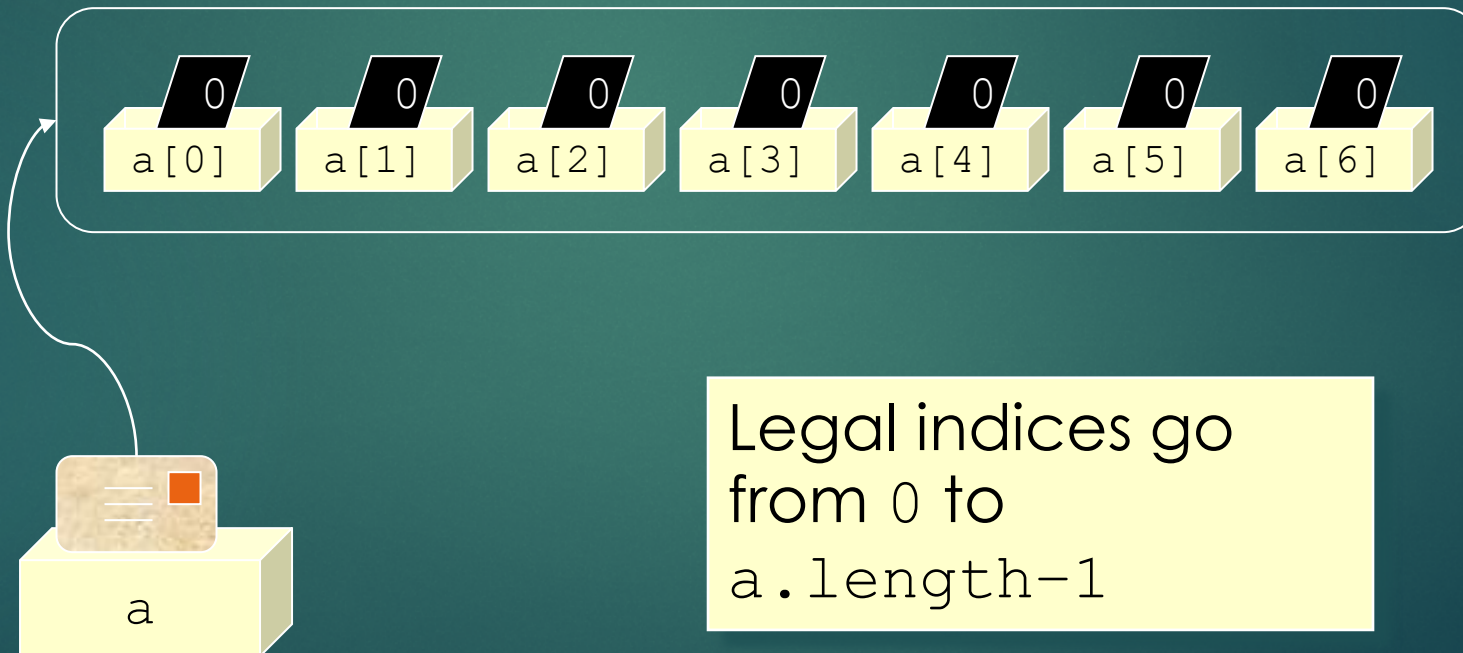 0 0 0 0 0 0 0
a[0] a[1] a[2] a[3] a[4] a[5] a[6]
Legal indices go
from 0 to
a.length-1
a